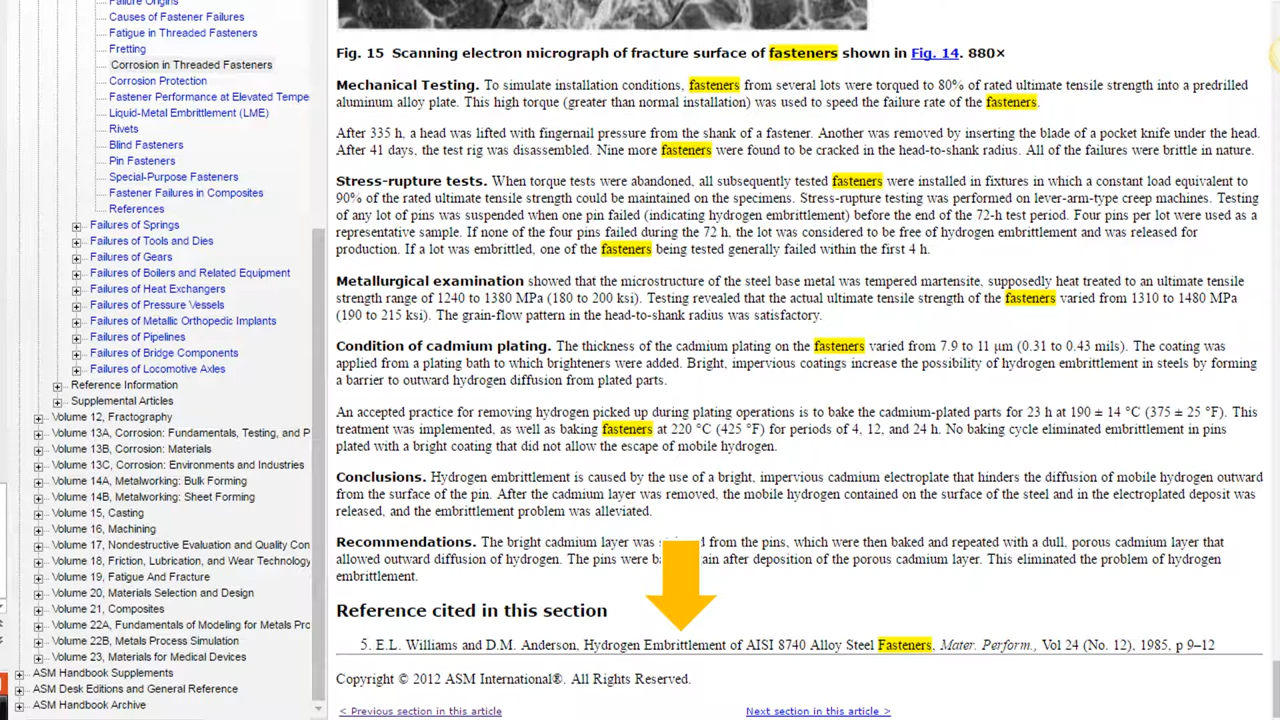 Failure Origins
Causes of Fastener Failures
Fatigue in Threaded Fasteners
Fretting
Corrosion in Threaded Fasteners
Corrosion Protection
Fastener Performance at Elevated Tempe
Liquid-Metal Embrittlement (LME)
Rivets
Blind Fasteners
Pin Fasteners
Special-Purpose Fasteners
Fastener Failures in Composites
References
Failures of Springs
Failures of Tools and Dies
Failures of Gears
Failures of Boilers and Related Equipment
Failures of Heat Exchangers
Failures of Pressure Vessels
Failures of Metallic Orthopedic Implants
Failures of Pipelines
Failures of Bridge Components
Failures of Locomotive Axles
Reference Information
Supplemental Articles
Volume 12, Fractography
Volume 13A, Corrosion: Fundamentals, Testing, and P
Volume 13B, Corrosion: Materials
Volume 13C, Corrosion: Environments and Industries
Volume 14A, Metalworking: Bulk Forming
Volume 14B, Metalworking: Sheet Forming
Volume 15, Casting
Volume 16, Machining
Volume 17, Nondestructive Evaluation and Quality Con
Volume 18, Friction, Lubrication, and Wear Technology
Volume 19, Fatigue And Fracture
Volume 20, Materials Selection and Design
Volume 21, Composites
Volume 22A, Fundamentals of Modeling for Metals Prc
Volume 22B, Metals Process Simulation
Volume 23, Materials for Medical Devices
ASM Handbook Supplements
ASM Desk Editions and General Reference
ASM Handbook Archive
Fig. 15 Scanning electron micrograph of fracture surface of fasteners shown in Fig. 14. 880×
Mechanical Testing. To simulate installation conditions, fasteners from several lots were torqued to 80% of rated ultimate tensile strength into a predrilled
aluminum alloy plate. This high torque (greater than normal installation) was used to speed the failure rate of the fasteners.
After 335 h, a head was lifted with fingernail pressure from the shank of a fastener. Another was removed by inserting the blade of a pocket knife under the head.
After 41 days, the test rig was disassembled. Nine more fasteners were found to be cracked in the head-to-shank radius. All of the failures were brittle in nature.
Stress-rupture tests. When torque tests were abandoned, all subsequently tested fasteners were installed in fixtures in which a constant load equivalent to
90% of the rated ultimate tensile strength could be maintained on the specimens. Stress-rupture testing was performed on lever-arm-type creep machines. Testing
of any lot of pins was suspended when one pin failed (indicating hydrogen embrittlement) before the end of the 72-h test period. Four pins per lot were used as a
representative sample. If none of the four pins failed during the 72 h, the lot was considered to be free of hydrogen embrittlement and was released for
production. If a lot was embrittled, one of the fasteners being tested generally failed within the first 4 h.
Metallurgical examination showed that the microstructure of the steel base metal was tempered martensite, supposedly heat treated to an ultimate tensile
strength range of 1240 to 1380 MPa (180 to 200 ksi). Testing revealed that the actual ultimate tensile strength of the fasteners varied from 1310 to 1480 MPa
(190 to 215 ksi). The grain-flow pattern in the head-to-shank radius was satisfactory.
Condition of cadmium plating. The thickness of the cadmium plating on the fasteners varied from 7.9 to 11 μm (0.31 to 0.43 mils). The coating was
applied from a plating bath to which brighteners were added. Bright, impervious coatings increase the possibility of hydrogen embrittlement in steels by forming
a barrier to outward hydrogen diffusion from plated parts.
An accepted practice for removing hydrogen picked up during plating operations is to bake the cadmium-plated parts for 23 h at 190 ± 14 °C (375 ± 25 °F). This
treatment was implemented, as well as baking fasteners at 220 °C (425 °F) for periods of 4, 12, and 24 h. No baking cycle eliminated embrittlement in pins
plated with a bright coating that did not allow the escape of mobile hydrogen.
Conclusions. Hydrogen embrittlement is caused by the use of a bright, impervious cadmium electroplate that hinders the diffusion of mobile hydrogen outward
from the surface of the pin. After the cadmium layer was removed, the mobile hydrogen contained on the surface of the steel and in the electroplated deposit was
released, and the embrittlement problem was alleviated.
Recommendations. The bright cadmium layer was from the pins, which were then baked and repeated with a dull, porous cadmium layer that
allowed outward diffusion of hydrogen. The pins were after deposition of the porous cadmium layer. This eliminated the problem of hydrogen
embrittlement.
Reference cited in this section
5. E.L. Williams and D.M. Anderson, Hydrogen Embrittlement of AISI 8740 Alloy Steel Fasteners, Mater. Perform., Vol 24 (No. 12), 1985, p 9–12
Copyright © 2012 ASM International®. All Rights Reserved.
< Previous section in this article
Next section in this article >